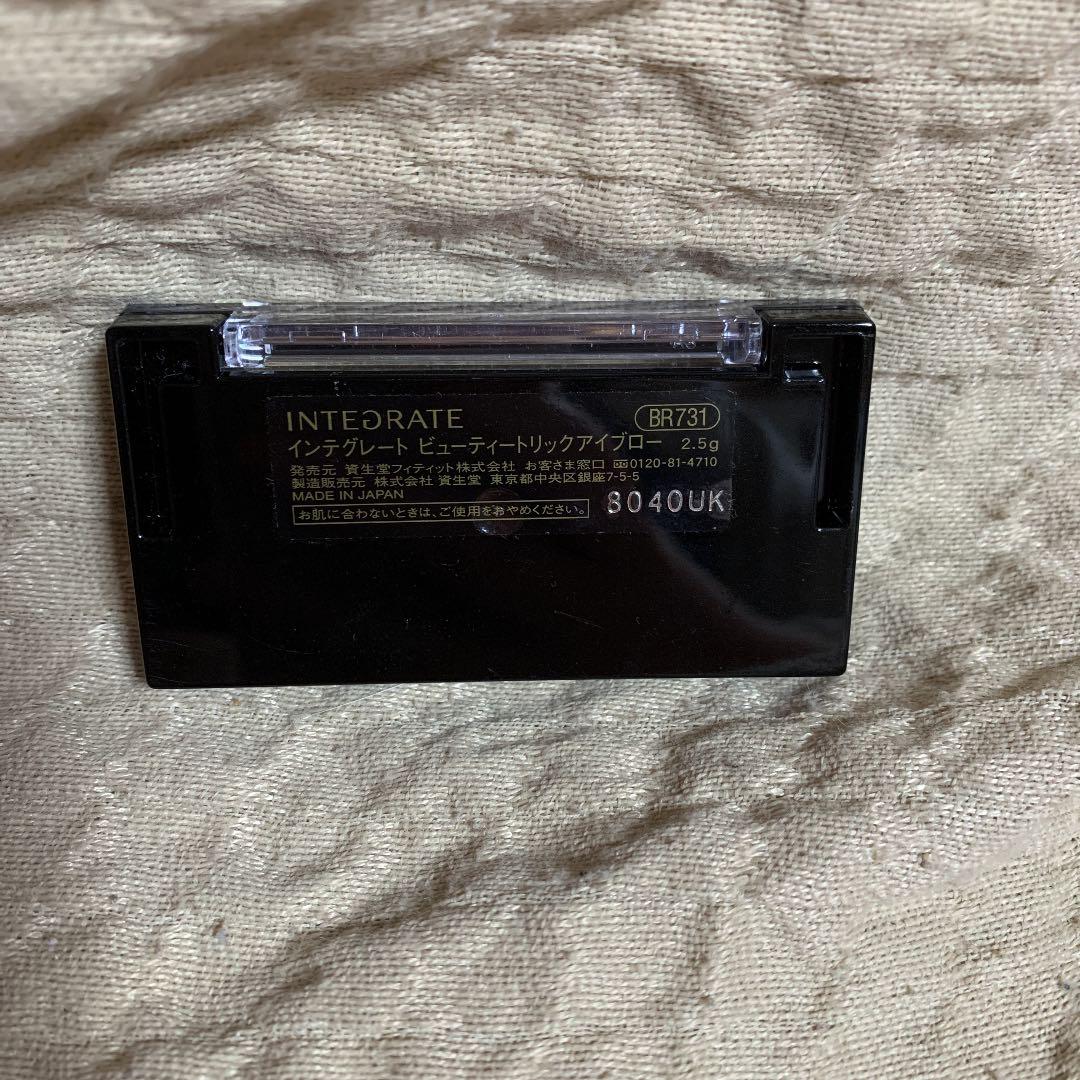 INTEGRATE BR731
インテグレート ビューティートリックアイブロー 2.5g
発売元 資生堂フィティット株式会社 お客さま窓口 0120-81-4710
製造販売元 株式会社 資生堂 東京都中央区銀座7-5-5
MADE IN JAPAN
お肌に合わないときは、ご使用をおやめください。 8040UK